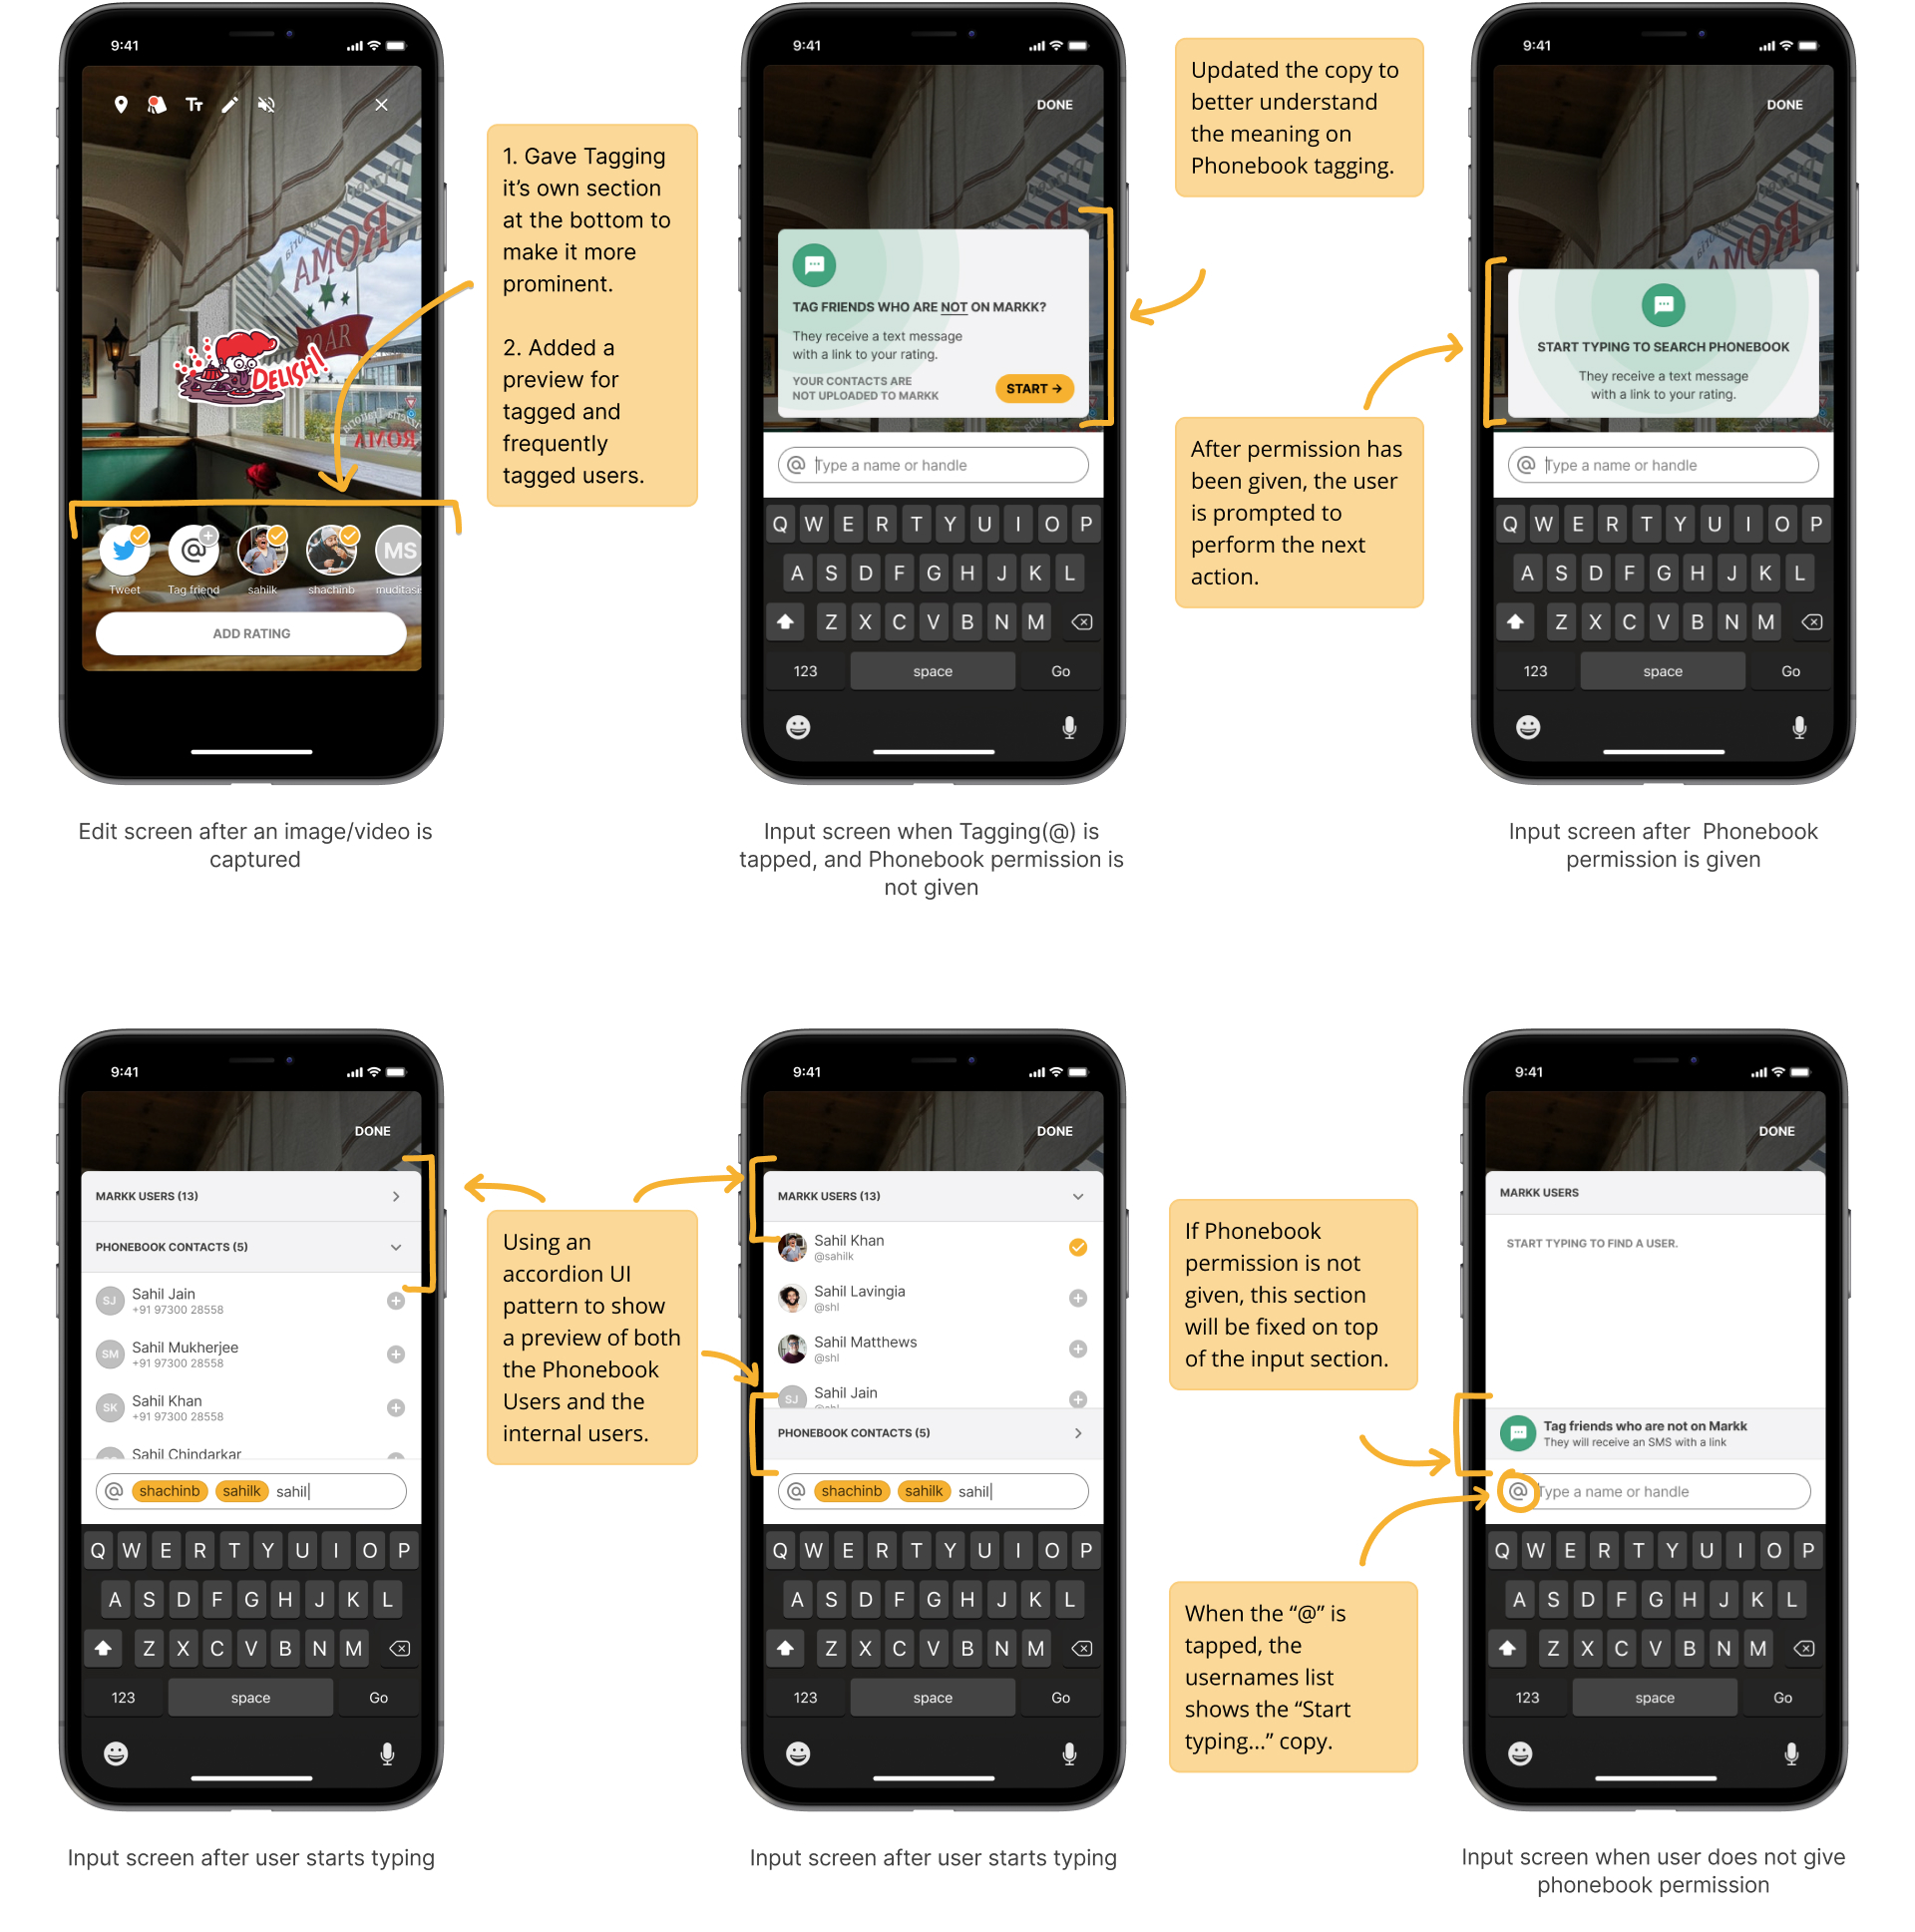 9:41
DELISH!
ROMA
BAR
ROMA
Tweet
Tag friend
sahilk
shachinb
MS
muditasi
ADD RATING
Edit screen after an image/video is
captured
1. Gave Tagging
it’s own section
at the bottom to
make it more
prominent.
2. Added a
preview for
tagged and
frequently
tagged users.
9:41
DONE
TAG FRIENDS WHO ARE NOT ON MARKK?
They receive a text message
with a link to your rating.
YOUR CONTACTS ARE
NOT UPLOADED TO MARKK
START →
@ Type a name or handle
Q W E R T Y U I O P
A S D F G H J K L
Z X C V B N M
123 space Go
Input screen when Tagging(@) is
tapped, and Phonebook permission is
not given
Updated the copy to
better understand
the meaning on
Phonebook tagging.
After permission has
been given, the user
is prompted to
perform the next
action.
9:41
DONE
START TYPING TO SEARCH PHONEBOOK
They receive a text message
with a link to your rating.
@ Type a name or handle
Q W E R T Y U I O P
A S D F G H J K L
Z X C V B N M
123 space Go
Input screen after Phonebook
permission is given
9:41
DONE
MARKK USERS (13)
PHONEBOOK CONTACTS (5)
SJ Sahil Jain
+91 97300 28558
SM Sahil Mukherjee
+91 97300 28558
SK Sahil Khan
+91 97300 28558
Sahil Chindarkar
@ shachinb sahilk sahil
Q W E R T Y U I O P
A S D F G H J K L
Z X C V B N M
123 space Go
Input screen after user starts typing
Using an
accordion UI
pattern to show
a preview of both
the Phonebook
Users and the
internal users.
9:41
DONE
MARKK USERS (13)
Sahil Khan
@sahilk
Sahil Lavingia
@shl
Sahil Matthews
@shl
SJ Sahil Jain
@shl
PHONEBOOK CONTACTS (5)
@ shachinb sahilk sahil
Q W E R T Y U I O P
A S D F G H J K L
Z X C V B N M
123 space Go
Input screen after user starts typing
If Phonebook
permission is not
given, this section
will be fixed on top
of the input section.
When the “@” is
tapped, the
usernames list
shows the “Start
typing...” copy.
9:41
DONE
MARKK USERS
START TYPING TO FIND A USER.
Tag friends who are not on Markk
They will receive an SMS with a link
@ Type a name or handle
Q W E R T Y U I O P
A S D F G H J K L
Z X C V B N M
123 space Go
Input screen when user does not give
phonebook permission